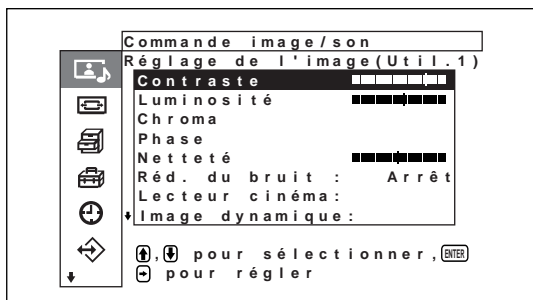 Commande image/son
Réglage de l'image(Util.1)
Contraste
Luminosité
Chroma
Phase
Netteté
Réd. du bruit : Arrêt
Lecteur cinéma:
Image dynamique:
, pour sélectionner, ENTER
pour régler